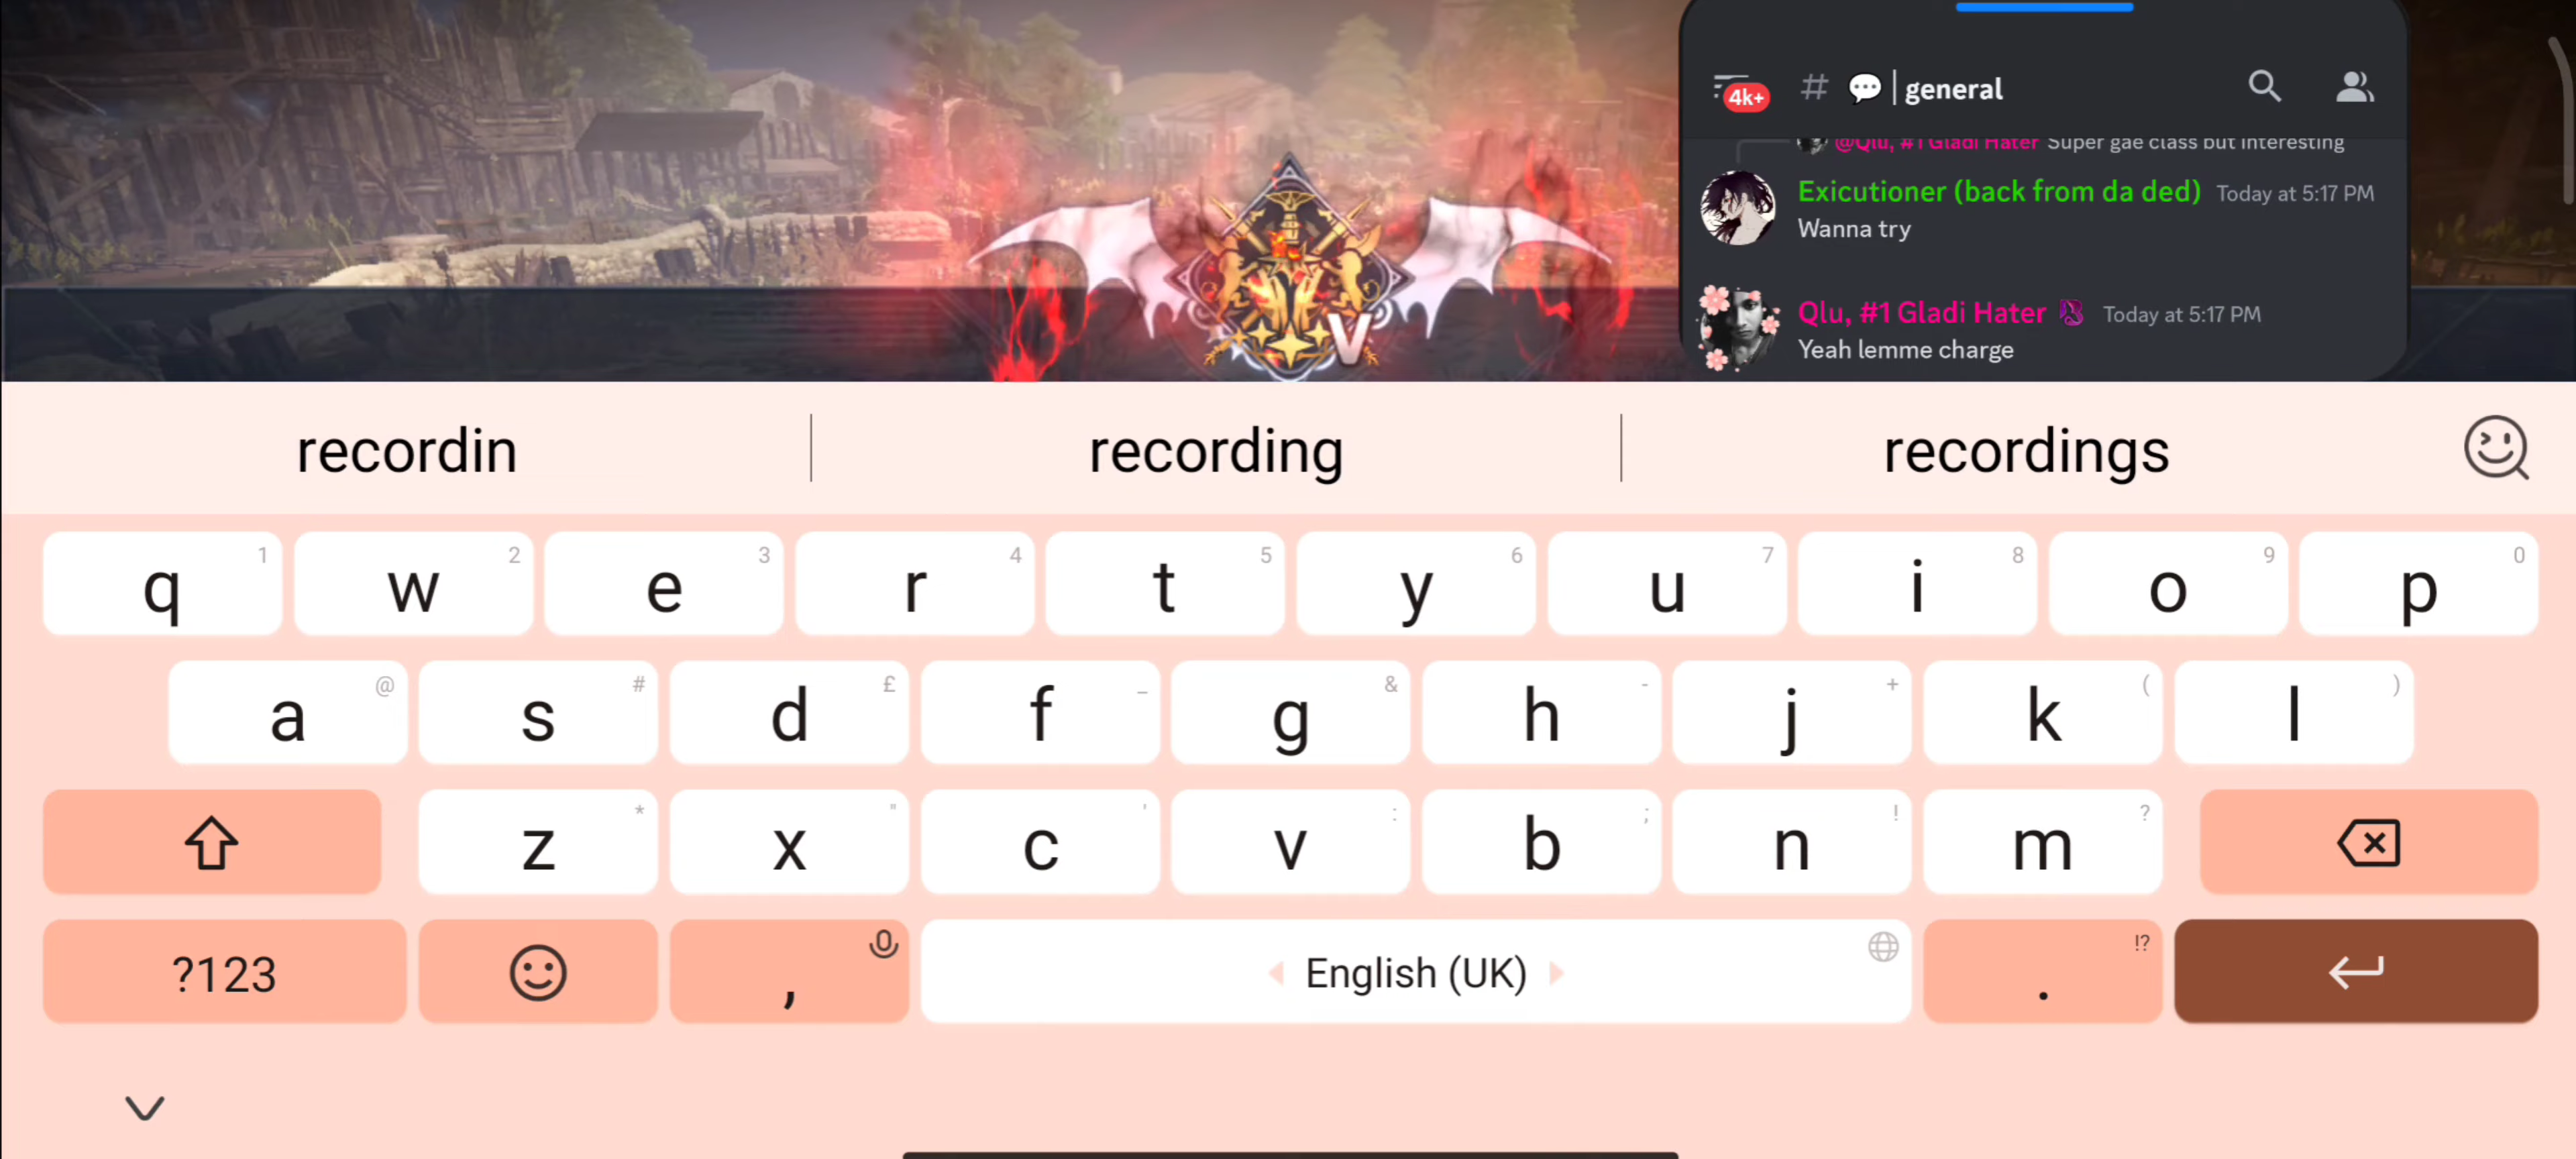 4k+ # 💬 | general
@Qlu, #1 Gladi Hater Super gae class but interesting
Exicutioner (back from da ded) Today at 5:17 PM
Wanna try
Qlu, #1 Gladi Hater Today at 5:17 PM
Yeah lemme charge
V
recordin recording recordings
q 1 w 2 e 3 r 4 t 5 y 6 u 7 i 8 o 9 p 0
a @ s # d £ f _ g & h - j + k ( l )
z * x " c ' v : b ; n ! m ?
?123 , English (UK) . !?